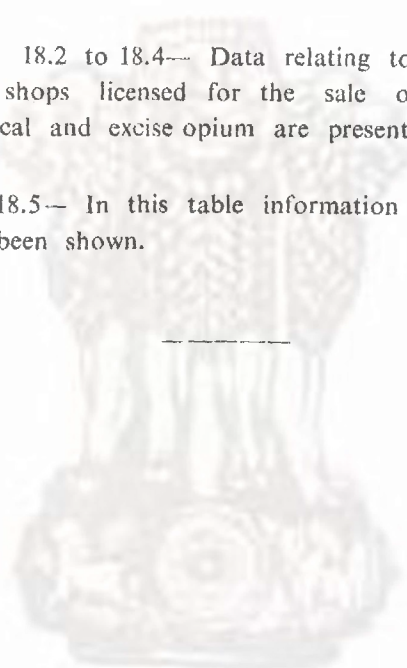 18.2 to 18.4— Data relating to
shops licensed for the sale o
cal and excise opium are present
18.5— In this table information
been shown.